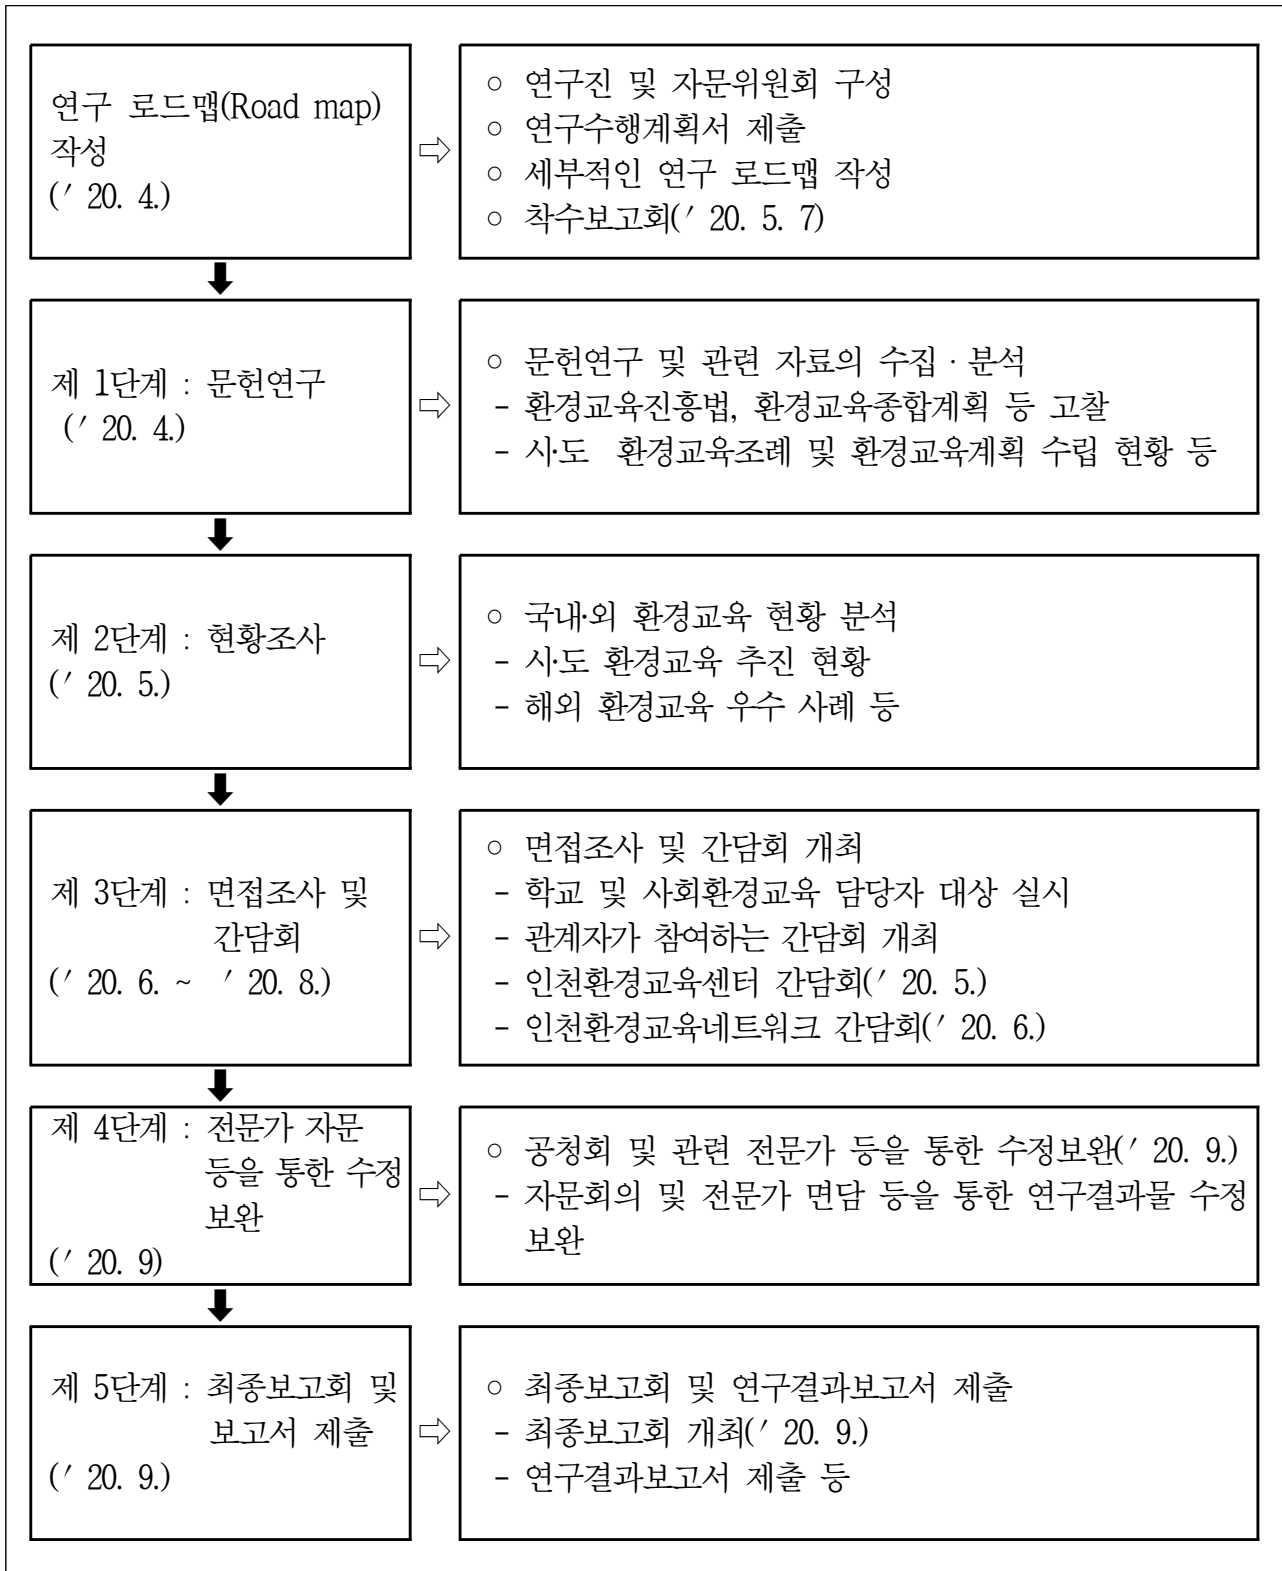 연구 로드맵(Road map)
작성
(′ 20. 4.)
○ 연구진 및 자문위원회 구성
○ 연구수행계획서 제출
○ 세부적인 연구 로드맵 작성
○ 착수보고회(′ 20. 5. 7)
제 1단계 : 문헌연구
(′ 20. 4.)
○ 문헌연구 및 관련 자료의 수집 · 분석
- 환경교육진흥법, 환경교육종합계획 등 고찰
- 시·도 환경교육조례 및 환경교육계획 수립 현황 등
제 2단계 : 현황조사
(′ 20. 5.)
○ 국내·외 환경교육 현황 분석
- 시·도 환경교육 추진 현황
- 해외 환경교육 우수 사례 등
제 3단계 : 면접조사 및
간담회
(′ 20. 6. ~ ′ 20. 8.)
○ 면접조사 및 간담회 개최
- 학교 및 사회환경교육 담당자 대상 실시
- 관계자가 참여하는 간담회 개최
- 인천환경교육센터 간담회(′ 20. 5.)
- 인천환경교육네트워크 간담회(′ 20. 6.)
제 4단계 : 전문가 자문
등을 통한 수정
보완
(′ 20. 9)
○ 공청회 및 관련 전문가 등을 통한 수정보완(′ 20. 9.)
- 자문회의 및 전문가 면담 등을 통한 연구결과물 수정
보완
제 5단계 : 최종보고회 및
보고서 제출
(′ 20. 9.)
○ 최종보고회 및 연구결과보고서 제출
- 최종보고회 개최(′ 20. 9.)
- 연구결과보고서 제출 등